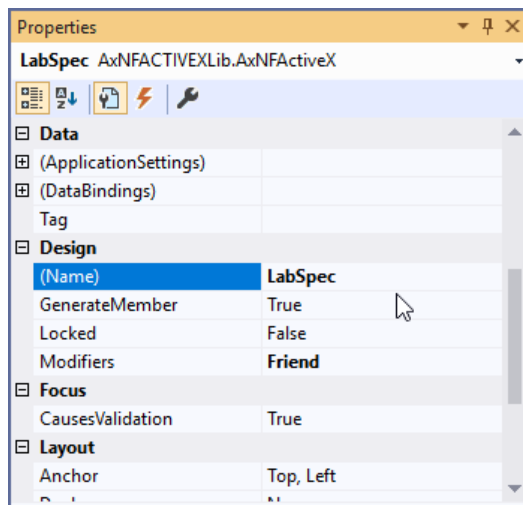 Properties
LabSpec AxNFACTIVEXLib.AxNFActiveX
Data
(ApplicationSettings)
(DataBindings)
Tag
Design
(Name) LabSpec
GenerateMember True
Locked False
Modifiers Friend
Focus
CausesValidation True
Layout
Anchor Top, Left